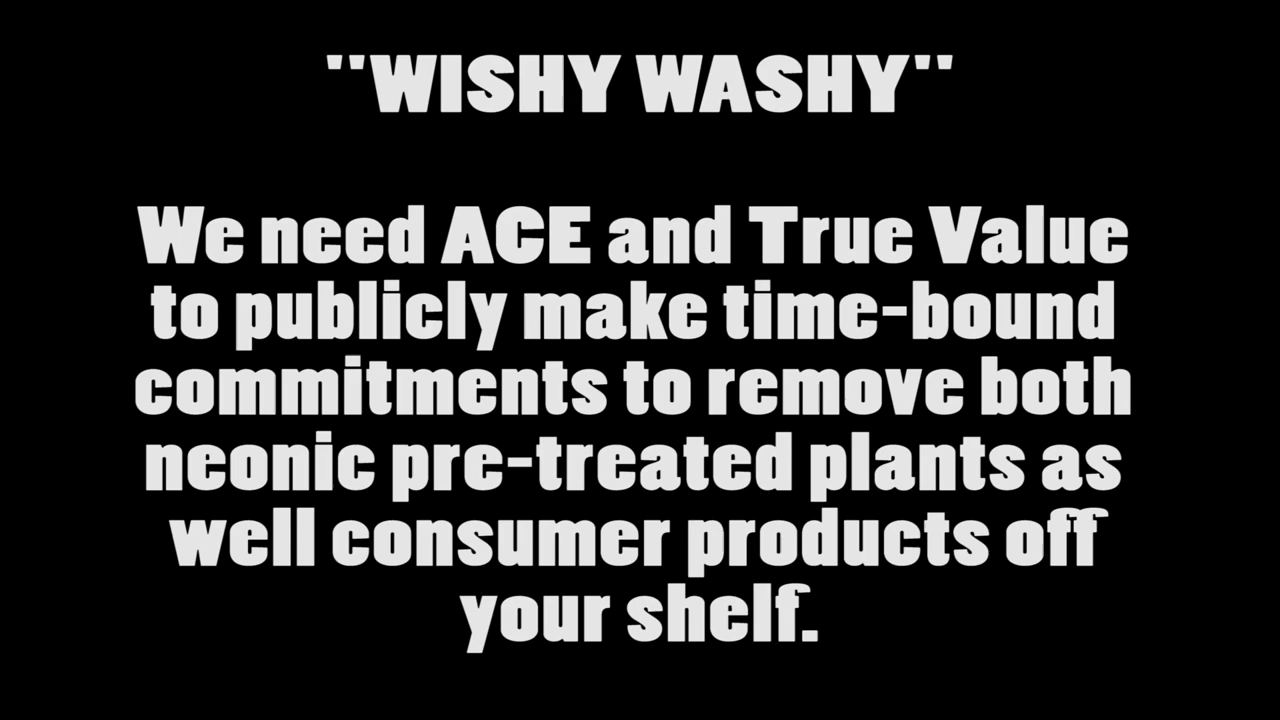 "WISHY WASHY"
We need ACE and True Value
to publicly make time-bound
commitments to remove both
neonic pre-treated plants as
well consumer products off
your shelf.